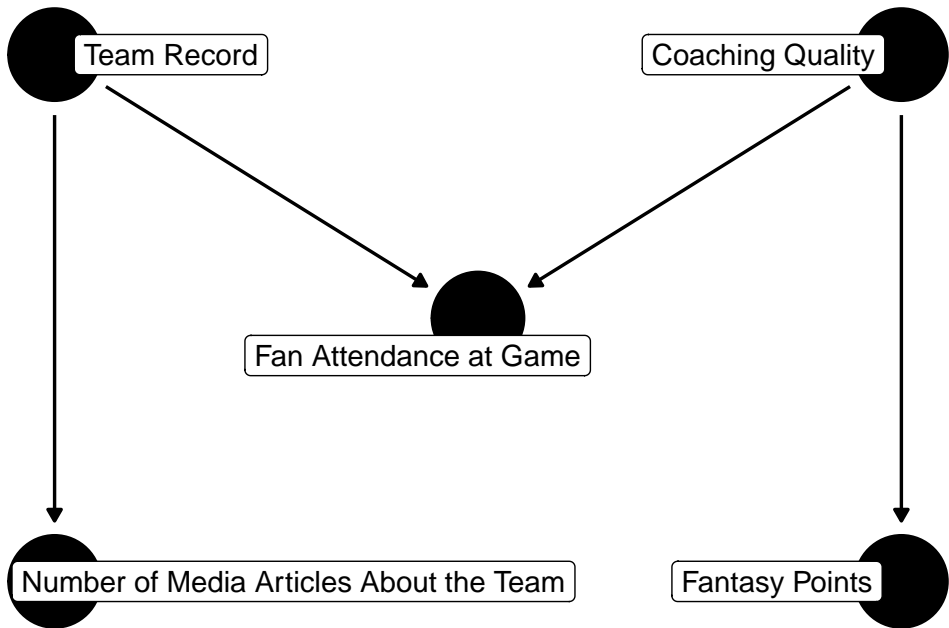 Team Record
Coaching Quality
Fan Attendance at Game
Number of Media Articles About the Team
Fantasy Points